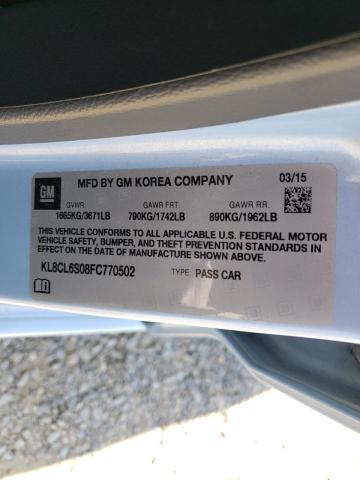 GM
MFD BY GM KOREA COMPANY 03/15
GVWR GAWR FRT. GAWR RR.
1665KG/3671LB 790KG/1742LB 890KG/1962LB
THIS VEHICLE CONFORMS TO ALL APPLICABLE U.S. FEDERAL MOTOR
VEHICLE SAFETY, BUMPER, AND THEFT PREVENTION STANDARDS
IN EFFECT ON THE DATE OF MANUFACTURE SHOWN ABOVE.
KL8CL6S08FC770502 TYPE: PASS CAR